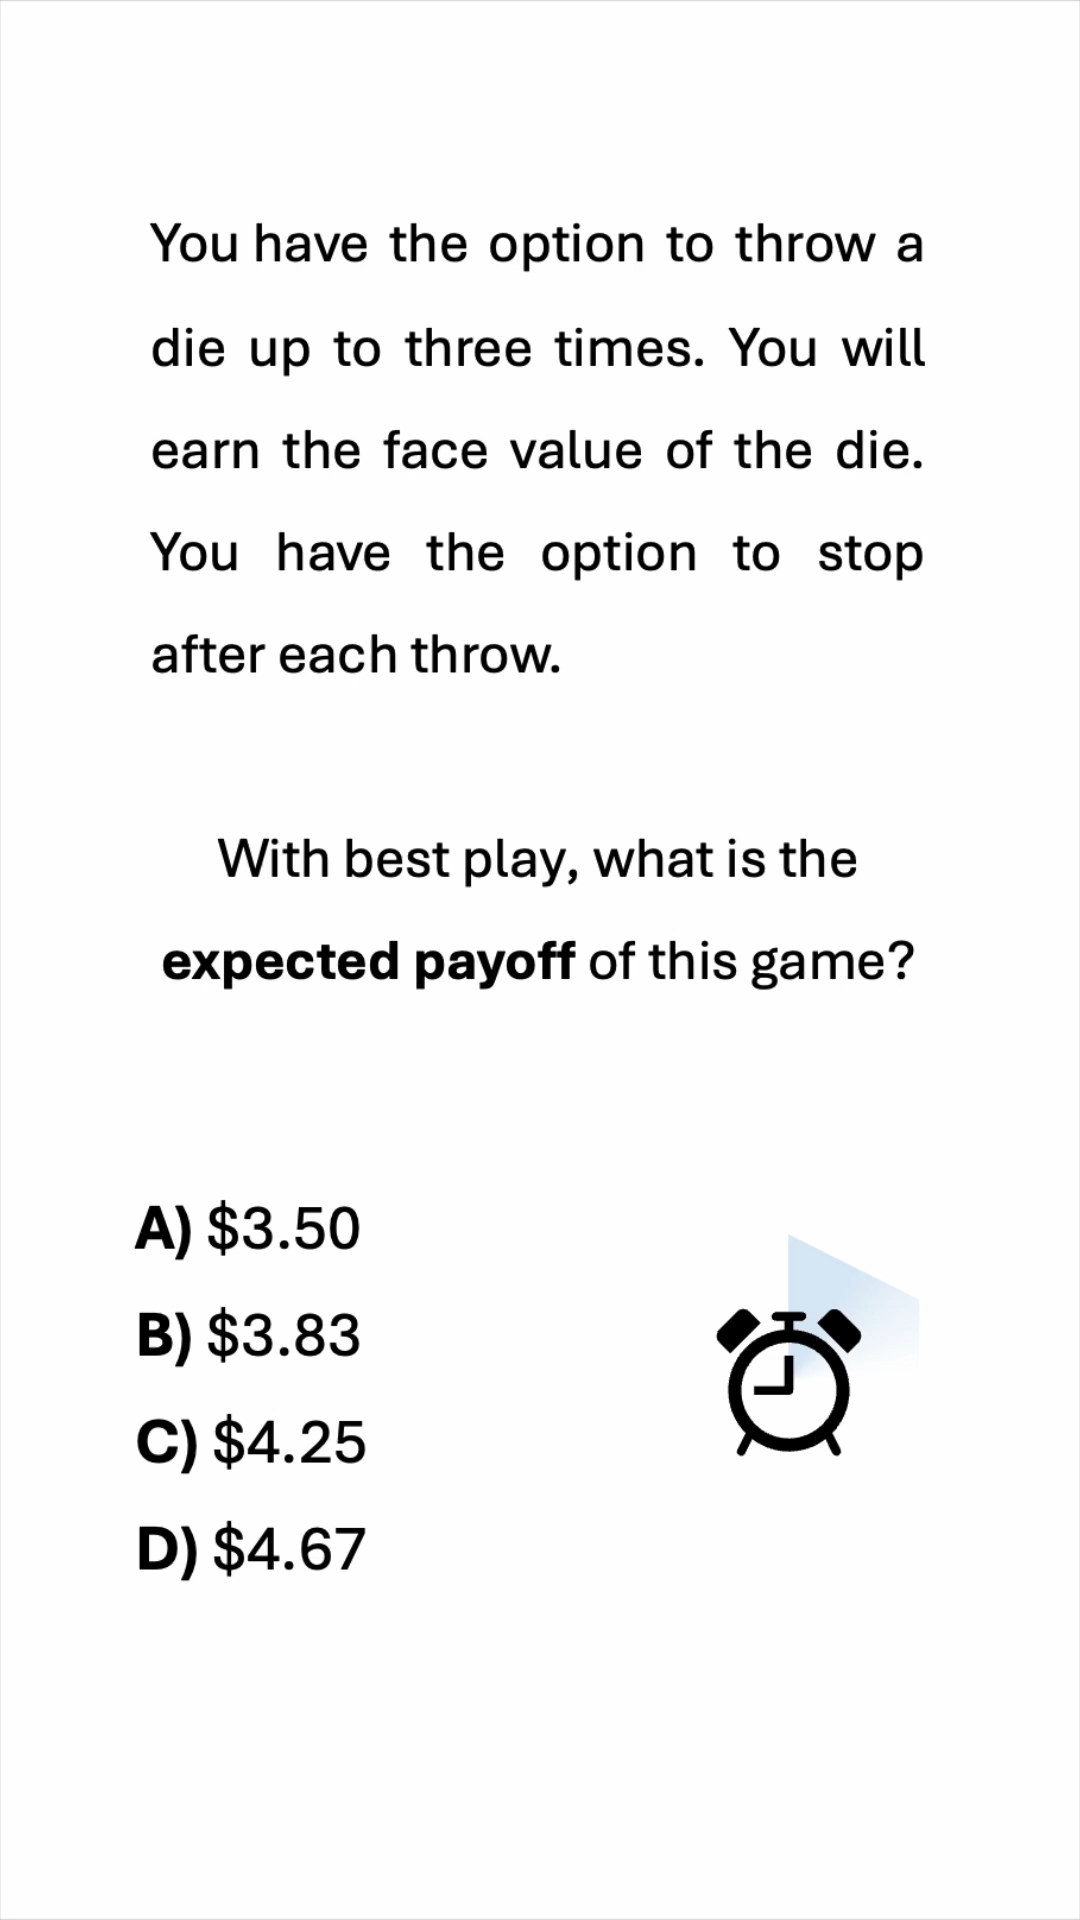 You have the option to throw a
die up to three times. You will
earn the face value of the die.
You have the option to stop
after each throw.
With best play, what is the
expected payoff of this game?
A) $3.50
B) $3.83
C) $4.25
D) $4.67